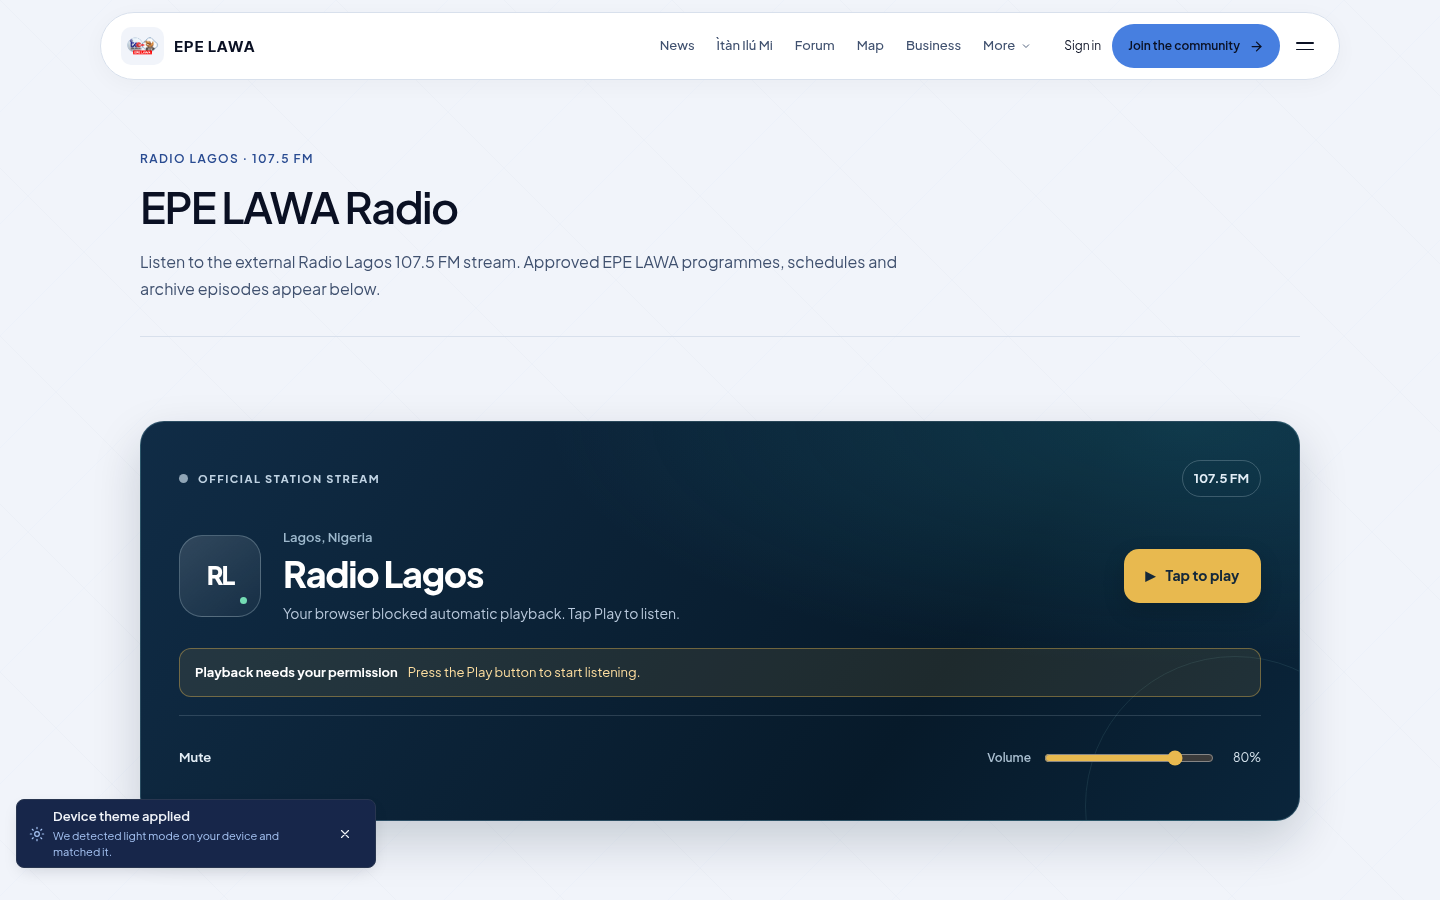 EPE LAWA
News
Ìtàn Ilú Mi
Forum
Map
Business
More
Sign in
Join the community
RADIO LAGOS · 107.5 FM
EPE LAWA Radio
Listen to the external Radio Lagos 107.5 FM stream. Approved EPE LAWA programmes, schedules and
archive episodes appear below.
OFFICIAL STATION STREAM
107.5 FM
RL
Lagos, Nigeria
Radio Lagos
Your browser blocked automatic playback. Tap Play to listen.
Tap to play
Playback needs your permission Press the Play button to start listening.
Mute
Volume
80%
Device theme applied
We detected light mode on your device and
matched it.